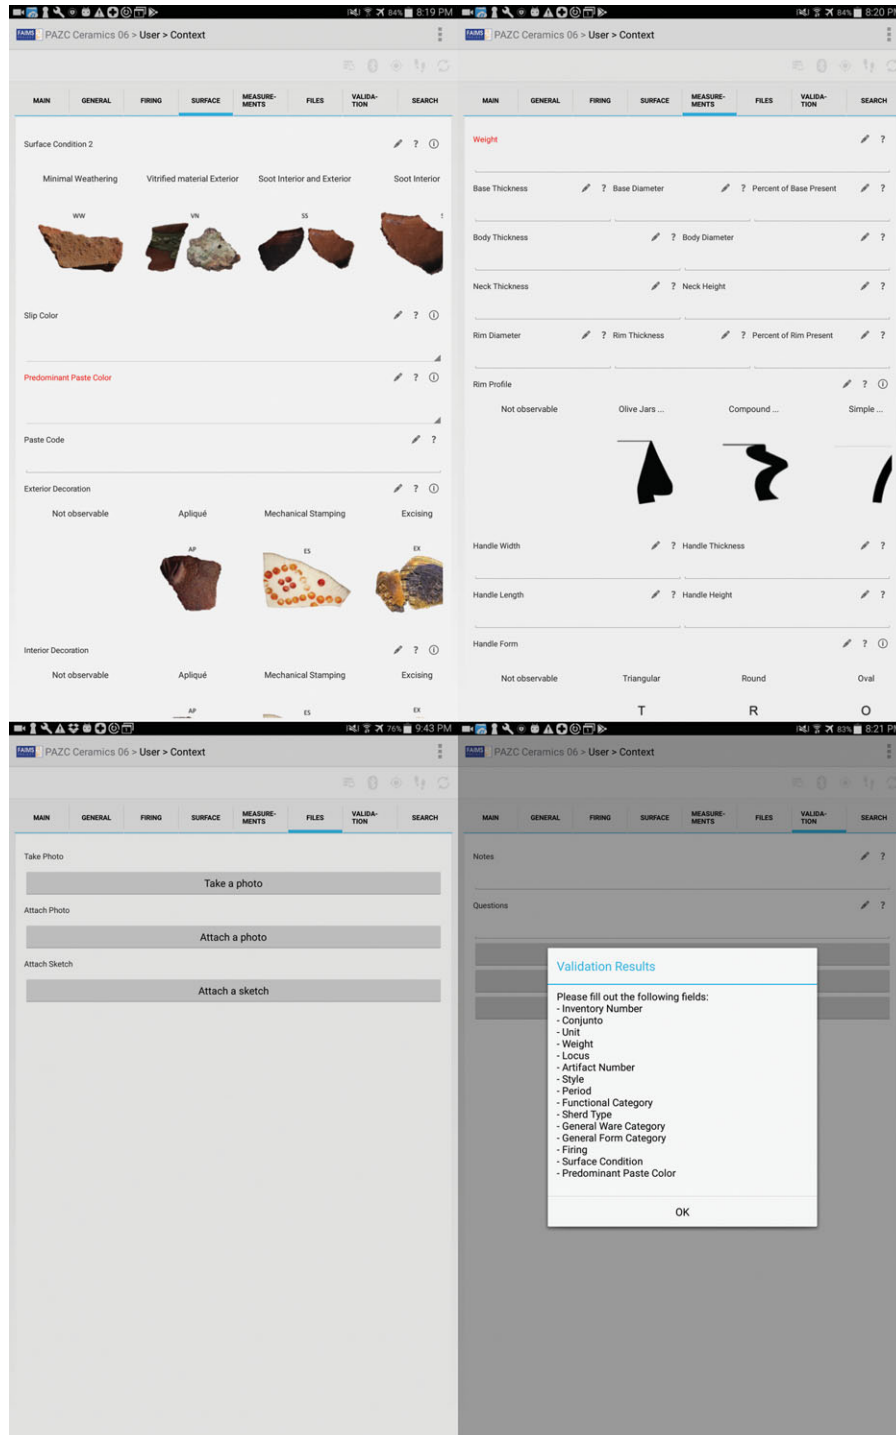 84% 8:19 PM
FAIMS PAZC Ceramics 06 > User > Context
MAIN GENERAL FIRING SURFACE MEASURE-MENTS FILES VALIDA-TION SEARCH
Surface Condition 2 ?
Minimal Weathering Vitrified material Exterior Soot Interior and Exterior Soot Interior
WW VN SS S
Slip Color ?
Predominant Paste Color ?
Paste Code ?
Exterior Decoration ?
Not observable Apliqué Mechanical Stamping Excising
AP ES EX
Interior Decoration ?
Not observable Apliqué Mechanical Stamping Excising
AP ES EX
84% 8:20 PM
FAIMS PAZC Ceramics 06 > User > Context
MAIN GENERAL FIRING SURFACE MEASURE-MENTS FILES VALIDA-TION SEARCH
Weight ?
Base Thickness ? Base Diameter ? Percent of Base Present ?
Body Thickness ? Body Diameter ?
Neck Thickness ? Neck Height ?
Rim Diameter ? Rim Thickness ? Percent of Rim Present ?
Rim Profile ?
Not observable Olive Jars ... Compound ... Simple ...
Handle Width ? Handle Thickness ?
Handle Length ? Handle Height ?
Handle Form ?
Not observable Triangular Round Oval
T R O
76% 9:43 PM
FAIMS PAZC Ceramics 06 > User > Context
MAIN GENERAL FIRING SURFACE MEASURE-MENTS FILES VALIDA-TION SEARCH
Take Photo
Take a photo
Attach Photo
Attach a photo
Attach Sketch
Attach a sketch
83% 8:21 PM
FAIMS PAZC Ceramics 06 > User > Context
MAIN GENERAL FIRING SURFACE MEASURE-MENTS FILES VALIDA-TION SEARCH
Notes ?
Questions ?
Validation Results
Please fill out the following fields:
- Inventory Number
- Conjunto
- Unit
- Weight
- Locus
- Artifact Number
- Style
- Period
- Functional Category
- Sherd Type
- General Ware Category
- General Form Category
- Firing
- Surface Condition
- Predominant Paste Color
OK